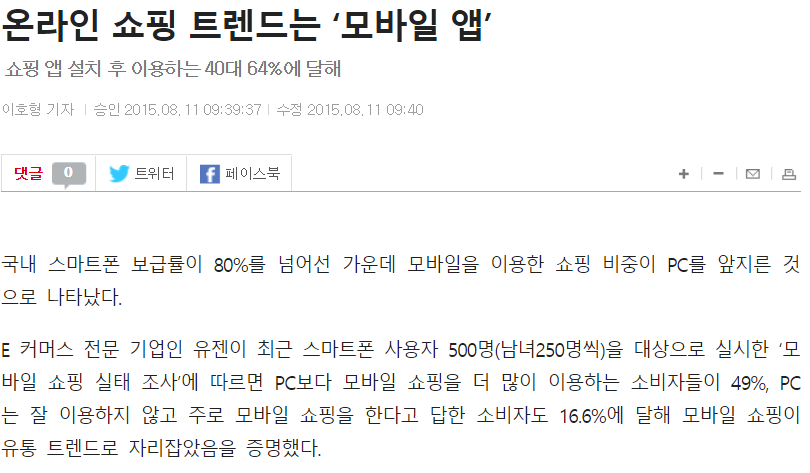 온라인 쇼핑 트렌드는 ‘모바일 앱’
쇼핑 앱 설치 후 이용하는 40대 64%에 달해
이호형 기자 | 승인 2015.08.11 09:39:37 | 수정 2015.08.11 09:40
댓글 0 트위터 페이스북
국내 스마트폰 보급률이 80%를 넘어선 가운데 모바일을 이용한 쇼핑 비중이 PC를 앞지른 것
으로 나타났다.
E 커머스 전문 기업인 유젠이 최근 스마트폰 사용자 500명(남녀250명씩)을 대상으로 실시한 ‘모
바일 쇼핑 실태 조사’에 따르면 PC보다 모바일 쇼핑을 더 많이 이용하는 소비자들이 49%, PC
는 잘 이용하지 않고 주로 모바일 쇼핑을 한다고 답한 소비자도 16.6%에 달해 모바일 쇼핑이
유통 트렌드로 자리잡았음을 증명했다.